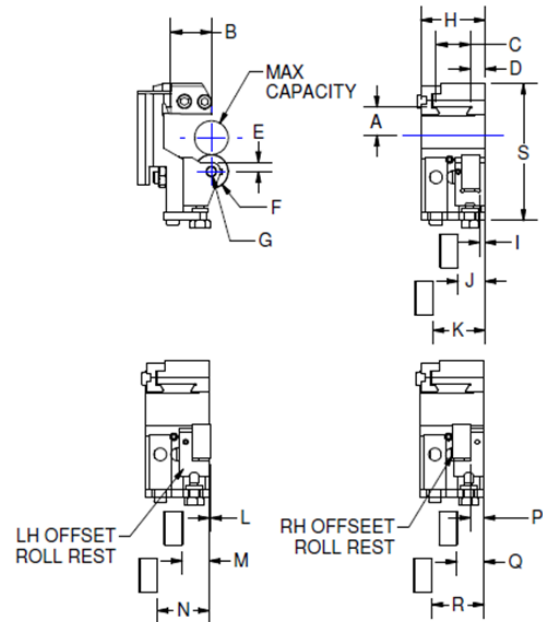 B
MAX
CAPACITY
E
F
G
H
C
D
A
S
I
J
K
LH OFFSET
ROLL REST
L
M
N
RH OFFSEET
ROLL REST
P
Q
R